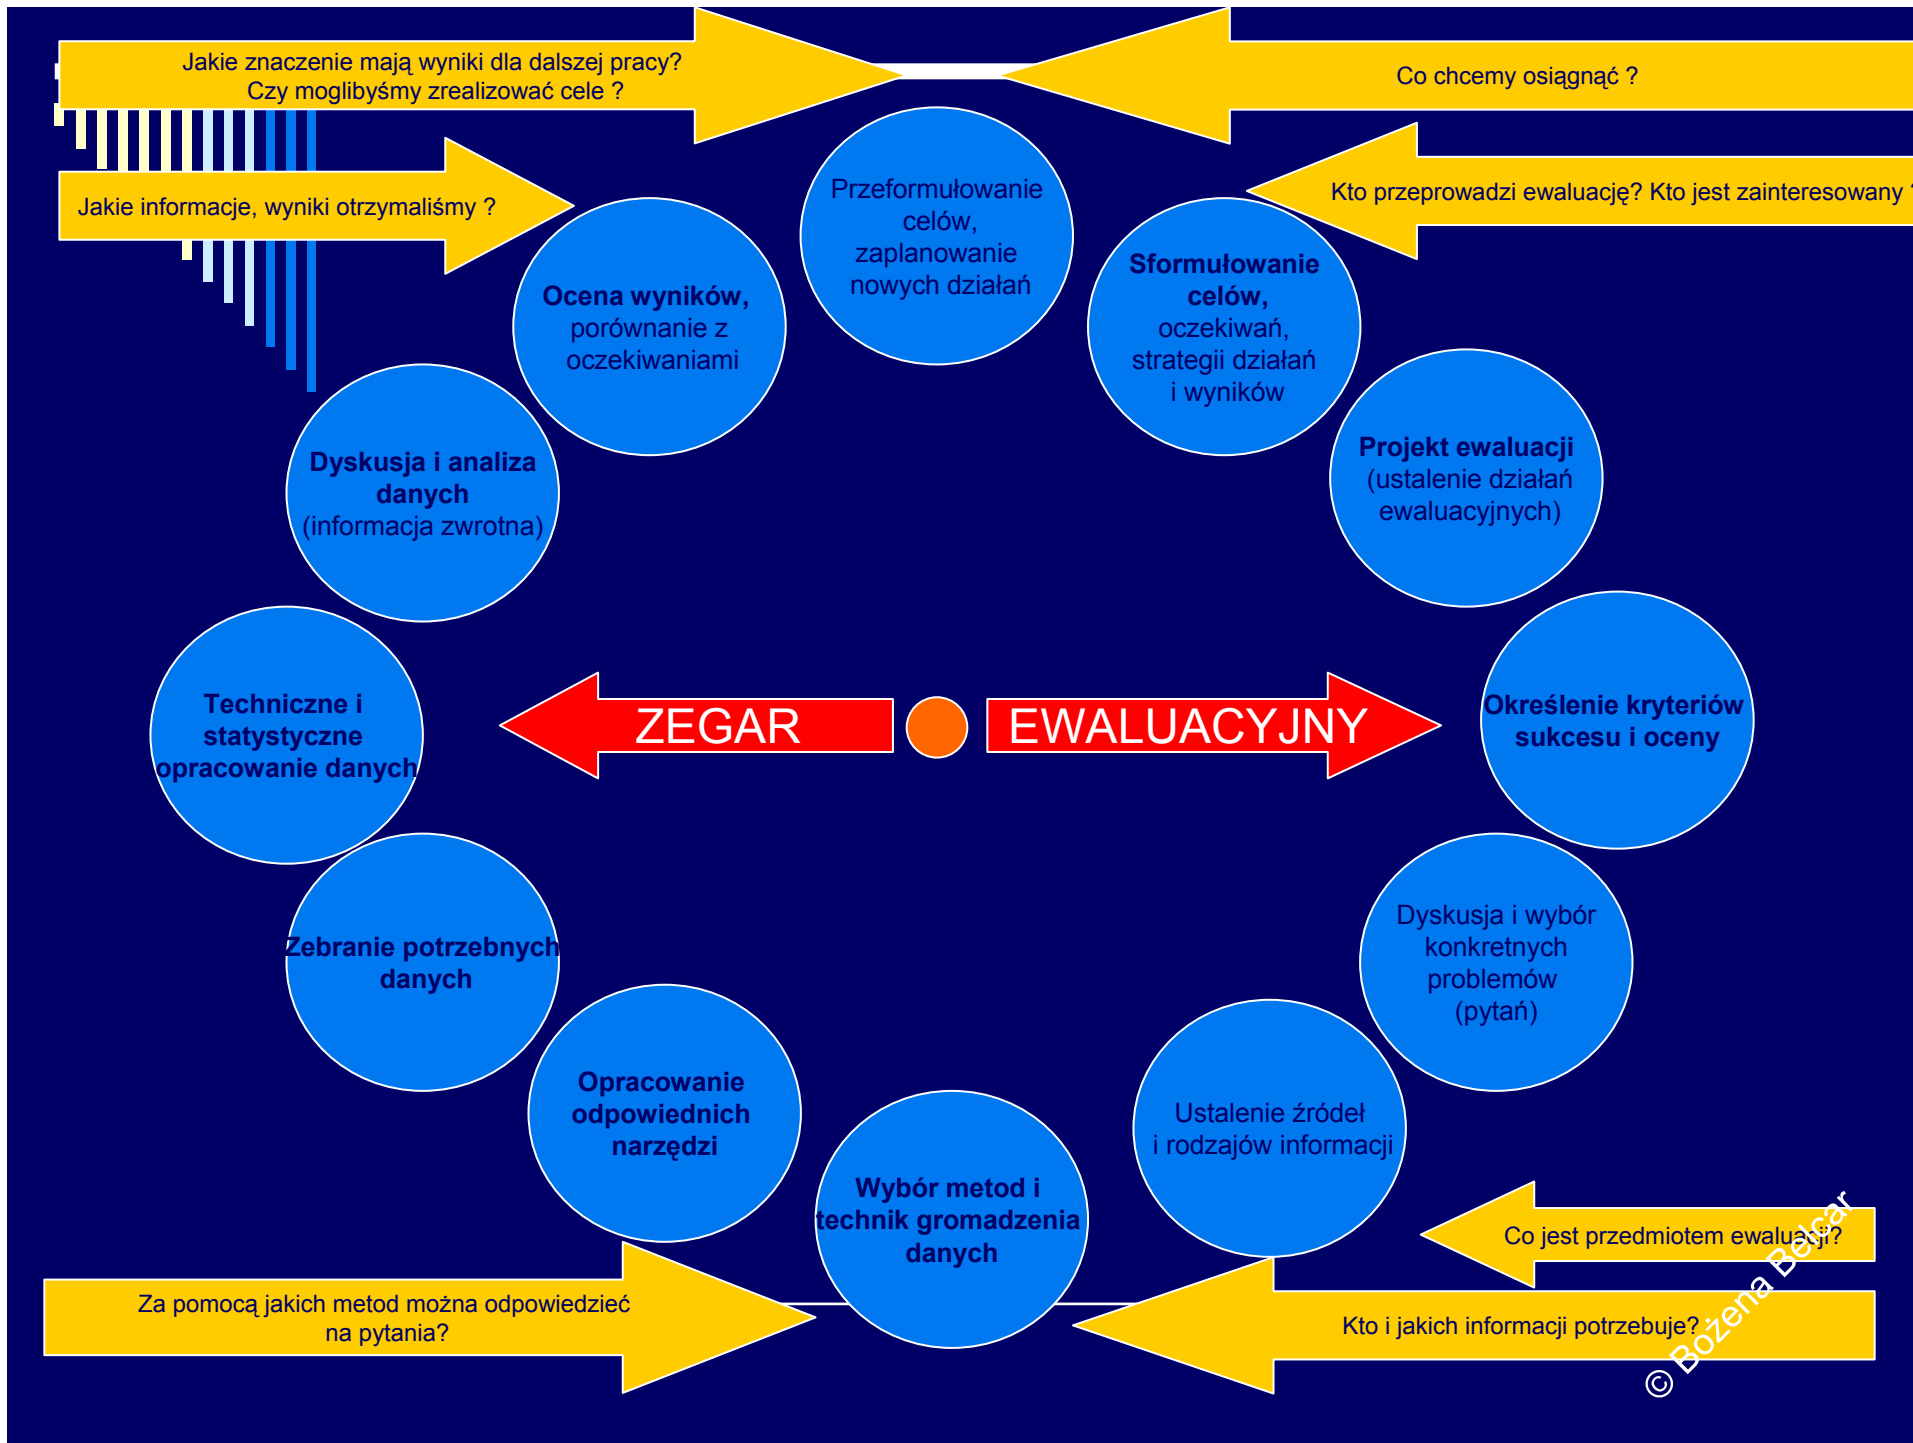 Jakie znaczenie mają wyniki dla dalszej pracy?
Czy moglibyśmy zrealizować cele ?
Co chcemy osiągnąć ?
Jakie informacje, wyniki otrzymaliśmy ?
Kto przeprowadzi ewaluację? Kto jest zainteresowany ?
Przeformułowanie
celów,
zaplanowanie
nowych działań
Sformułowanie
celów,
oczekiwań,
strategii działań
i wyników
Ocena wyników,
porównanie z
oczekiwaniami
Projekt ewaluacji
(ustalenie działań
ewaluacyjnych)
Dyskusja i analiza
danych
(informacja zwrotna)
Techniczne i
statystyczne
opracowanie danych
ZEGAR
EWALUACYJNY
Określenie kryteriów
sukcesu i oceny
Zebranie potrzebnych
danych
Dyskusja i wybór
konkretnych
problemów
(pytań)
Opracowanie
odpowiednich
narzędzi
Ustalenie źródeł
i rodzajów informacji
Wybór metod i
technik gromadzenia
danych
Co jest przedmiotem ewaluacji?
Za pomocą jakich metod można odpowiedzieć
na pytania?
Kto i jakich informacji potrzebuje?
© Bożena Belcar